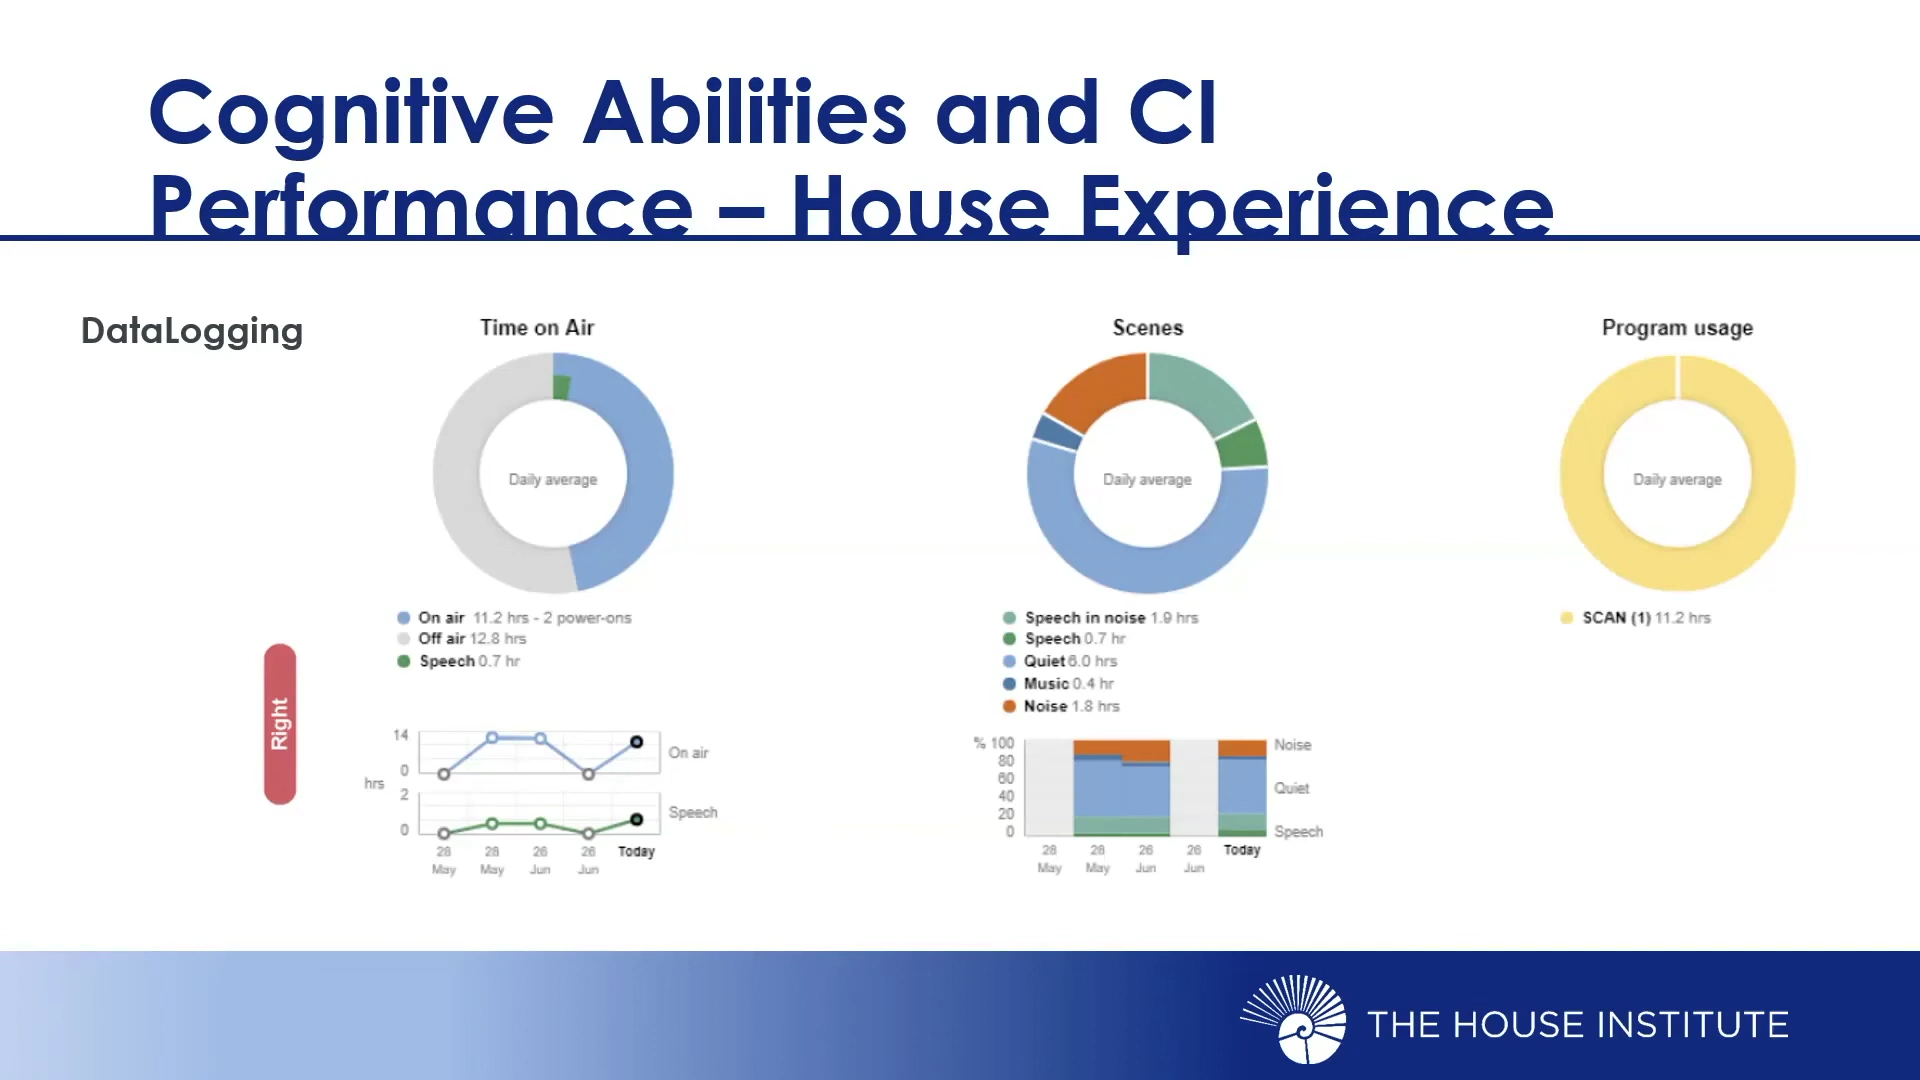 Cognitive Abilities and CI
Performance – House Experience
DataLogging
Time on Air
Daily average
On air 11.2 hrs - 2 power-ons
Off air 12.8 hrs
Speech 0.7 hr
Scenes
Daily average
Speech in noise 1.9 hrs
Speech 0.7 hr
Quiet 6.0 hrs
Music 0.4 hr
Noise 1.8 hrs
Program usage
Daily average
SCAN (1) 11.2 hrs
Right
hrs
14
0
On air
2
0
Speech
28 28 26 26 Today
May May Jun Jun
% 100
80
60
40
20
0
Noise
Quiet
Speech
28 28 26 26 Today
May May Jun Jun
THE HOUSE INSTITUTE